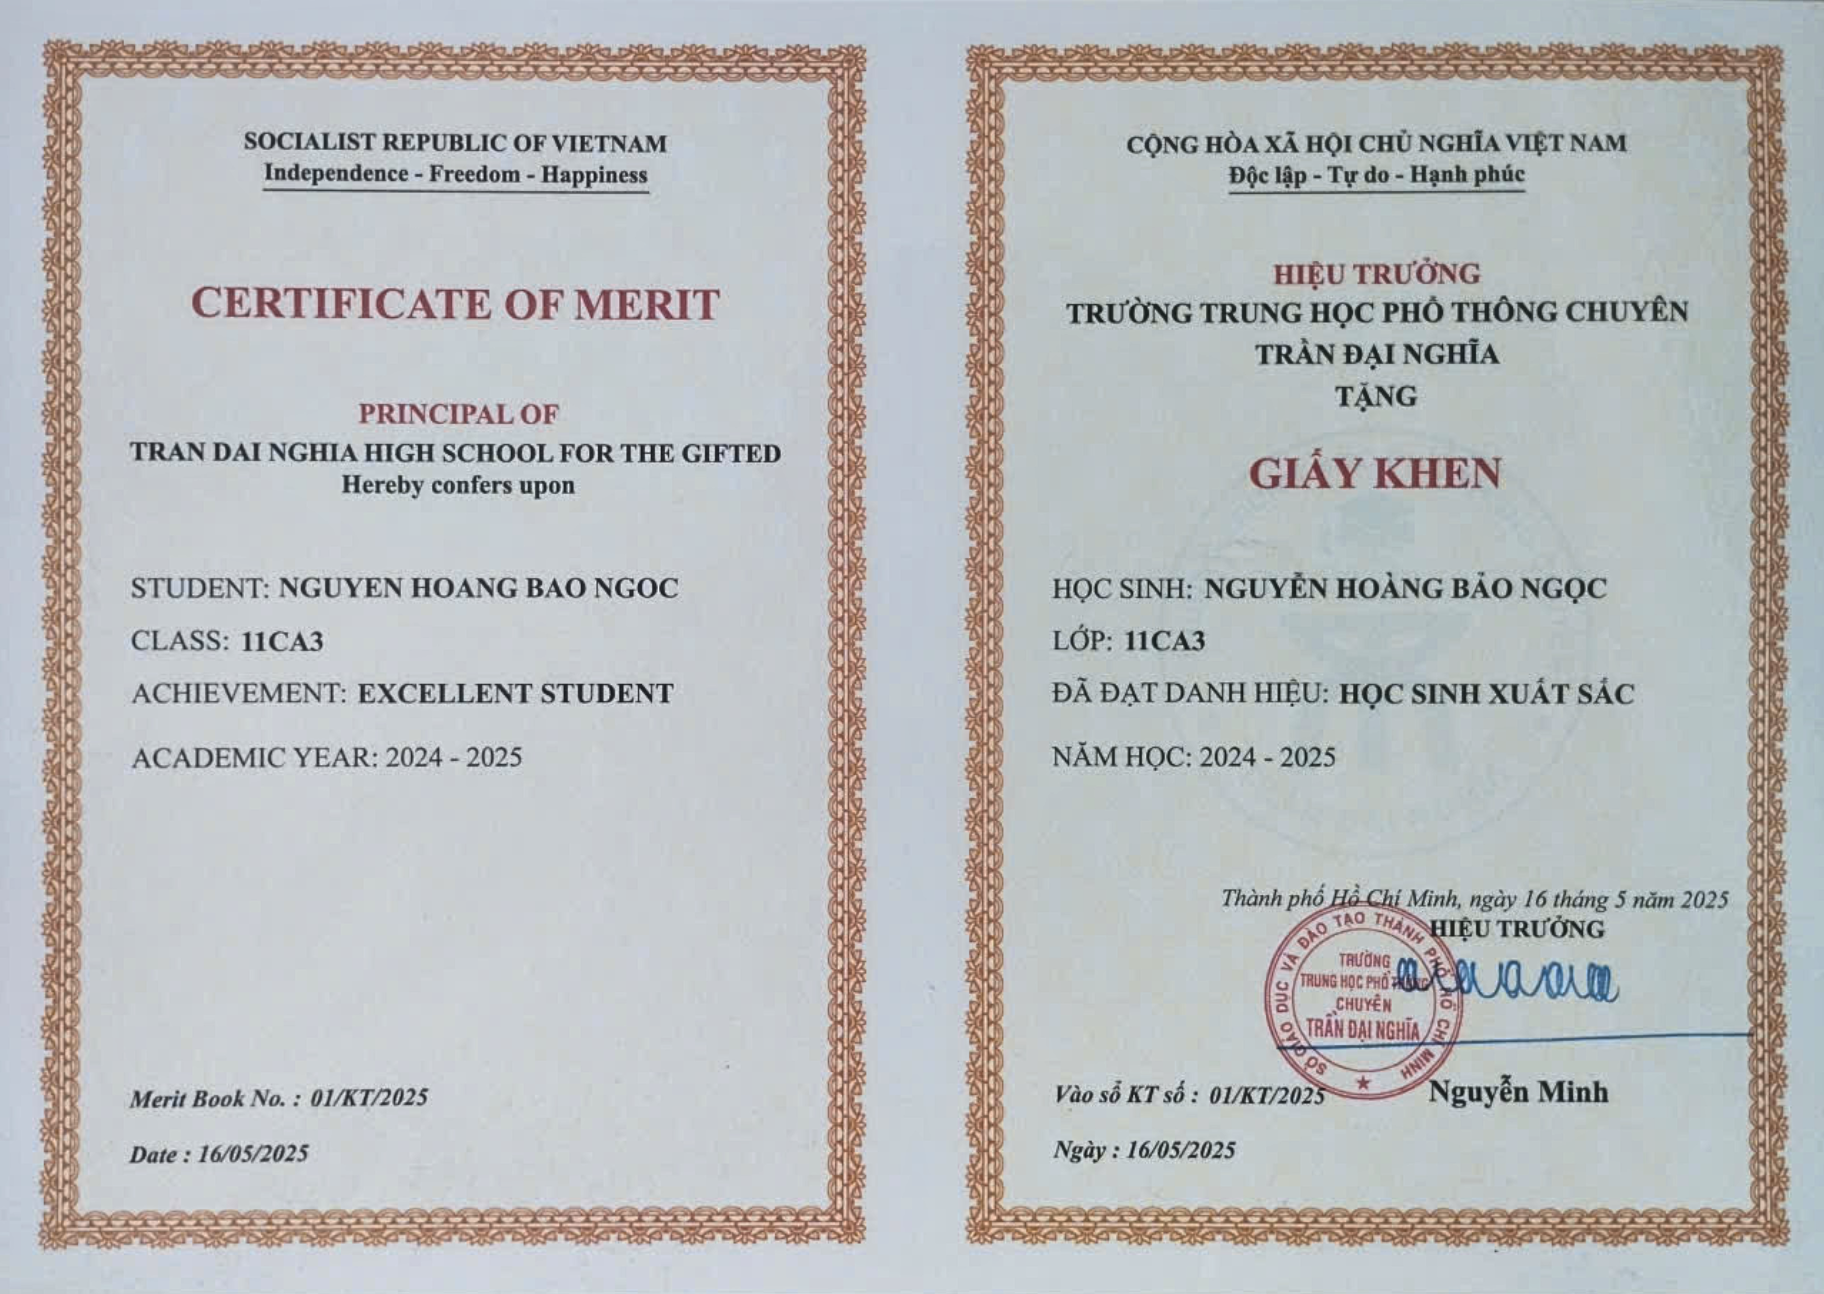 SOCIALIST REPUBLIC OF VIETNAM
Independence - Freedom - Happiness
CERTIFICATE OF MERIT
PRINCIPAL OF
TRAN DAI NGHIA HIGH SCHOOL FOR THE GIFTED
Hereby confers upon
STUDENT: NGUYEN HOANG BAO NGOC
CLASS: 11CA3
ACHIEVEMENT: EXCELLENT STUDENT
ACADEMIC YEAR: 2024 - 2025
Merit Book No. : 01/KT/2025
Date : 16/05/2025
CỘNG HÒA XÃ HỘI CHỦ NGHĨA VIỆT NAM
Độc lập - Tự do - Hạnh phúc
HIỆU TRƯỞNG
TRƯỜNG TRUNG HỌC PHỔ THÔNG CHUYÊN
TRẦN ĐẠI NGHĨA
TẶNG
GIẤY KHEN
HỌC SINH: NGUYỄN HOÀNG BẢO NGỌC
LỚP: 11CA3
ĐÃ ĐẠT DANH HIỆU: HỌC SINH XUẤT SẮC
NĂM HỌC: 2024 - 2025
Thành phố Hồ Chí Minh, ngày 16 tháng 5 năm 2025
HIỆU TRƯỞNG
SỞ GIÁO DỤC VÀ ĐÀO TẠO THÀNH PHỐ HỒ CHÍ MINH
TRƯỜNG
TRUNG HỌC PHỔ THÔNG
CHUYÊN
TRẦN ĐẠI NGHĨA
Vào sổ KT số : 01/KT/2025
Nguyễn Minh
Ngày : 16/05/2025